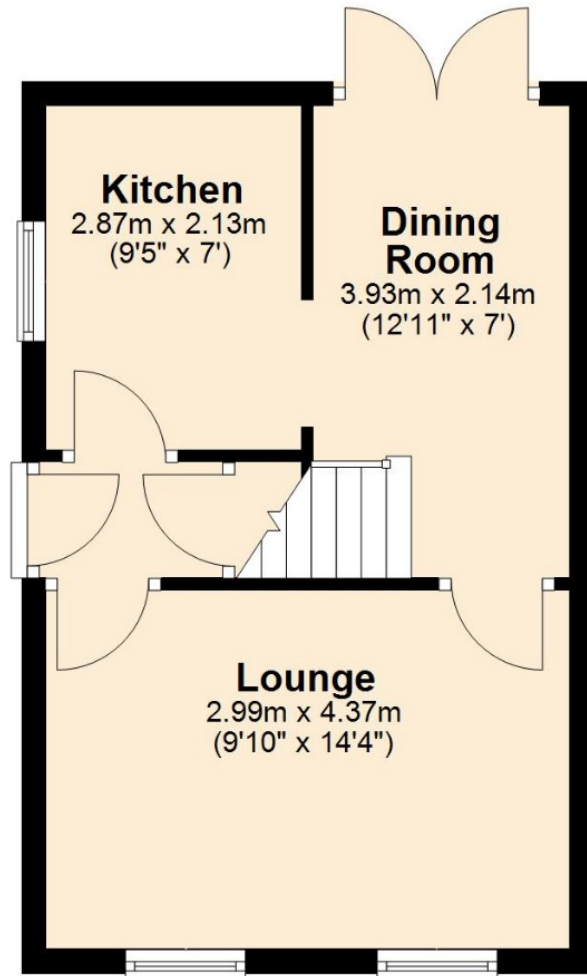 Kitchen
2.87m x 2.13m
(9'5" x 7')
Dining
Room
3.93m x 2.14m
(12'11" x 7')
Lounge
2.99m x 4.37m
(9'10" x 14'4")